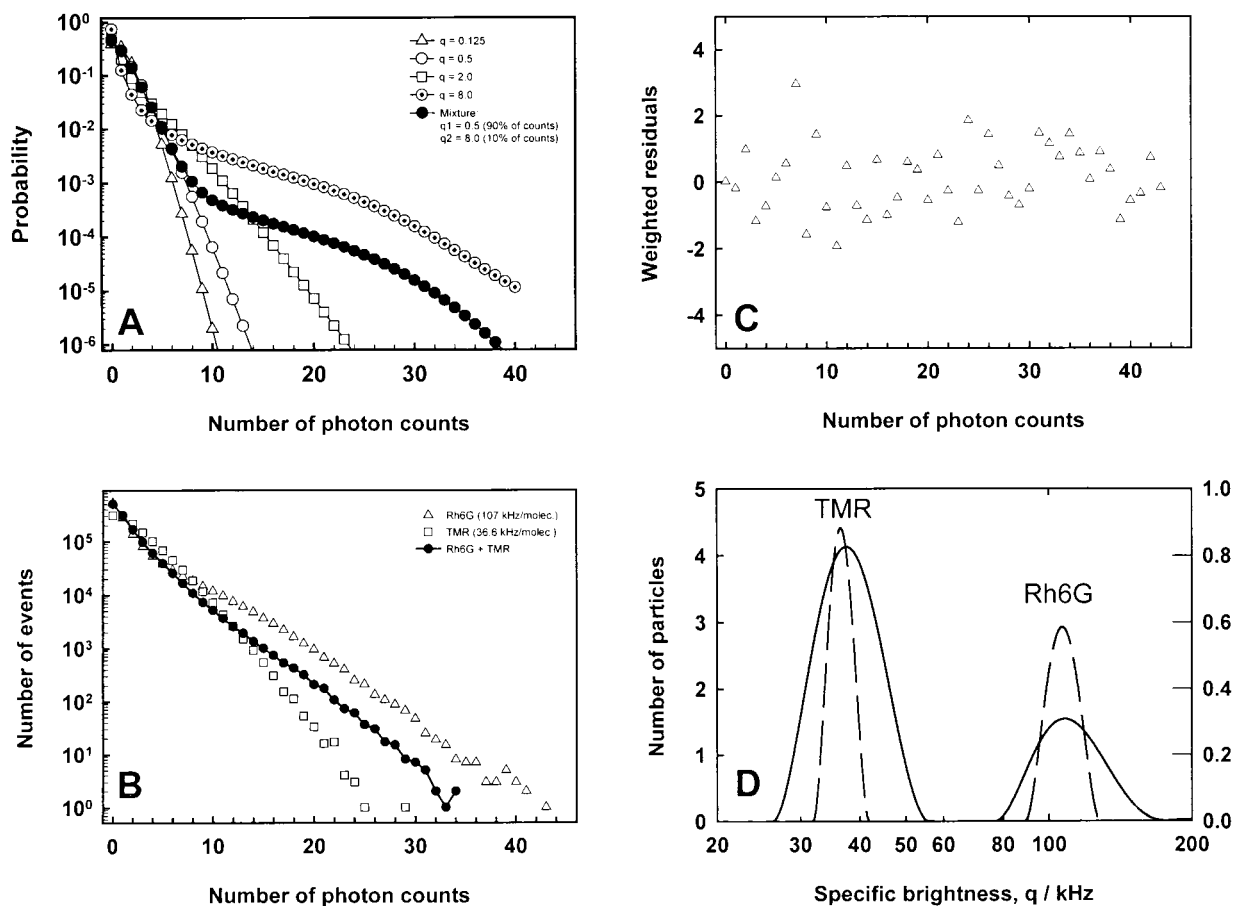 10^0
10^-1
10^-2
10^-3
10^-4
10^-5
10^-6
Probability
A
q = 0.125
q = 0.5
q = 2.0
q = 8.0
Mixture:
q1 = 0.5 (90% of counts)
q2 = 8.0 (10% of counts)
0 10 20 30 40
Number of photon counts
4
2
0
-2
-4
Weighted residuals
C
0 10 20 30 40
Number of photon counts
10^5
10^4
10^3
10^2
10^1
10^0
Number of events
B
Rh6G (107 kHz/molec.)
TMR (36.6 kHz/molec.)
Rh6G + TMR
0 10 20 30 40
Number of photon counts
5
4
3
2
1
0
Number of particles
TMR
Rh6G
D
1.0
0.8
0.6
0.4
0.2
0.0
20 30 40 50 60 80 100 200
Specific brightness, q / kHz